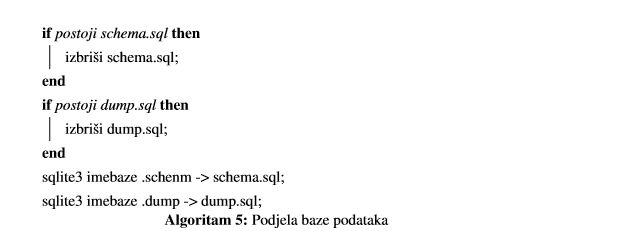 if postoji schema.sql then
izbriši schema.sql;
end
if postoji dump.sql then
izbriši dump.sql;
end
sqlite3 imebaze .schenm -> schema.sql;
sqlite3 imebaze .dump -> dump.sql;
Algoritam 5: Podjela baze podataka